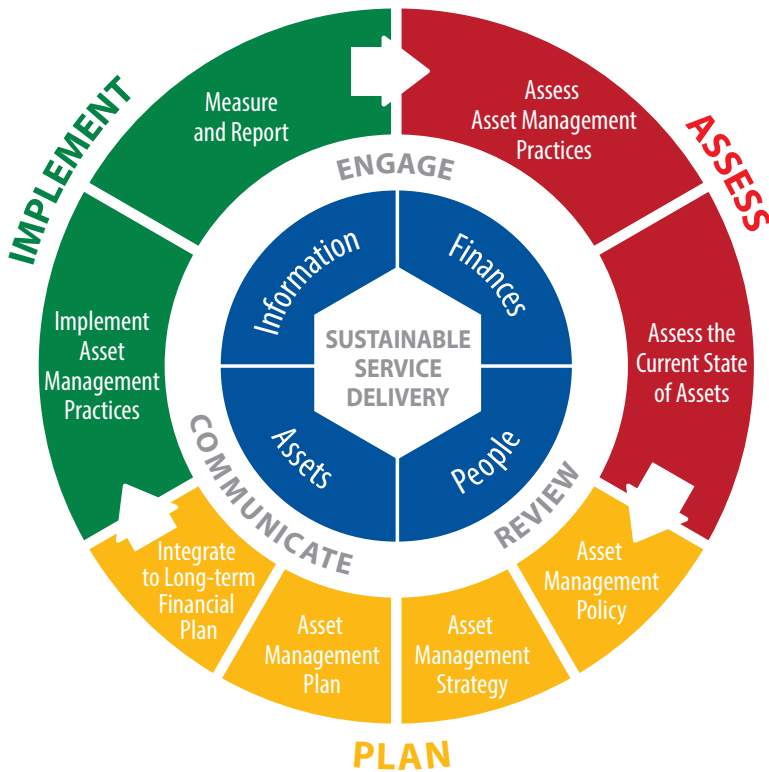 IMPLEMENT
Measure
and Report
Assess
Asset Management
Practices
ASSESS
ENGAGE
Information
Finances
Implement
Asset
Management
Practices
SUSTAINABLE
SERVICE
DELIVERY
Assess the
Current State
of Assets
Assets
People
COMMUNICATE
REVIEW
Integrate
to Long-term
Financial
Plan
Asset
Management
Plan
Asset
Management
Strategy
Asset
Management
Policy
PLAN